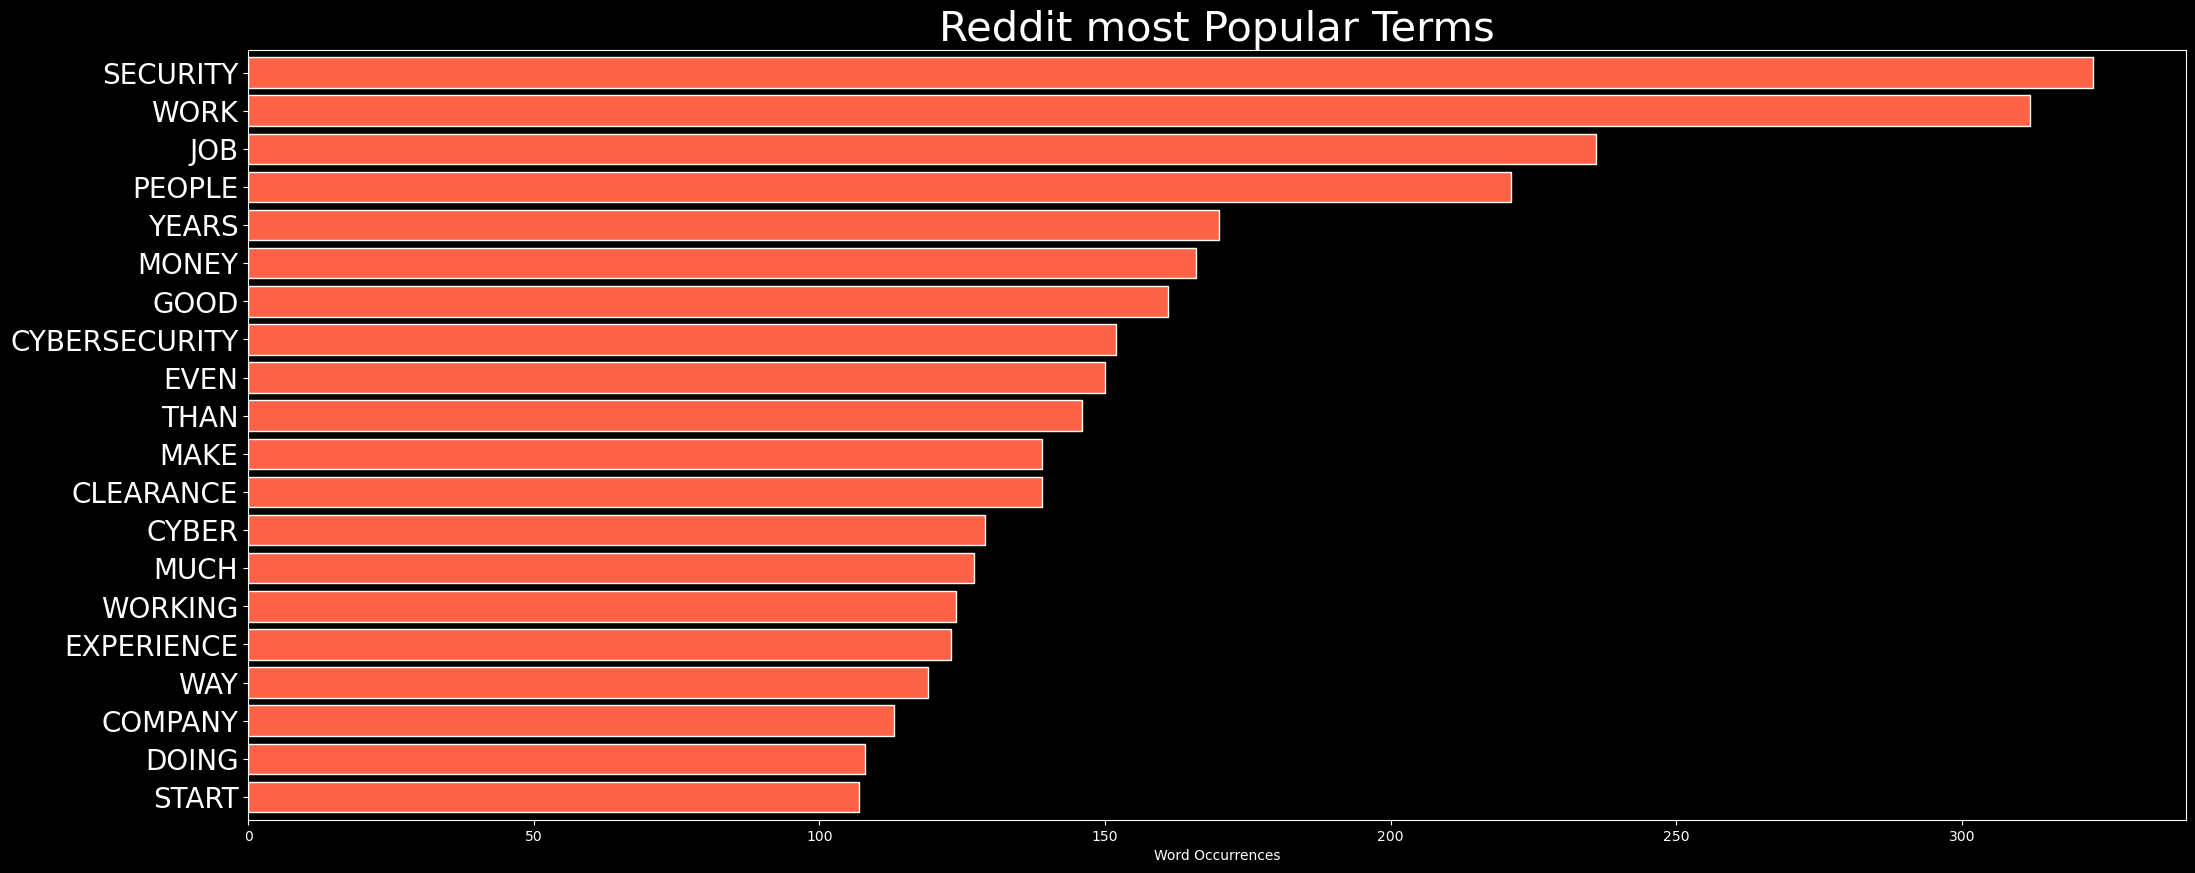 Reddit most Popular Terms
SECURITY
WORK
JOB
PEOPLE
YEARS
MONEY
GOOD
CYBERSECURITY
EVEN
THAN
MAKE
CLEARANCE
CYBER
MUCH
WORKING
EXPERIENCE
WAY
COMPANY
DOING
START
0 50 100 150 200 250 300
Word Occurrences